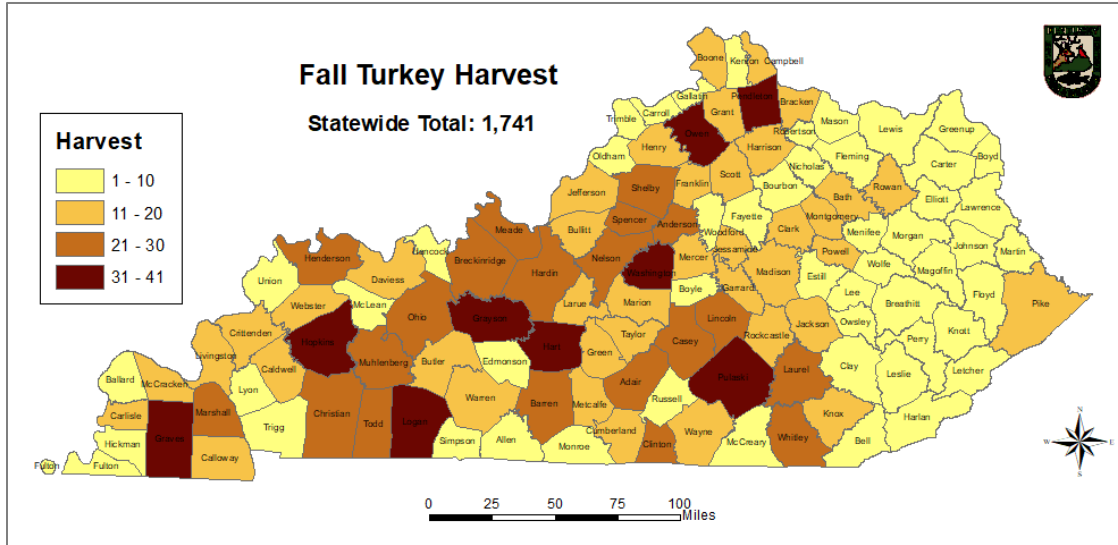 Fall Turkey Harvest
Statewide Total: 1,741
Harvest
1 - 10
11 - 20
21 - 30
31 - 41
Boone
Kenton
Campbell
Gallatin
Pendleton
Bracken
Carroll
Grant
Trimble
Owen
Robertson
Mason
Lewis
Greenup
Henry
Harrison
Oldham
Fleming
Boyd
Carter
Nicholas
Scott
Franklin
Shelby
Bourbon
Rowan
Jefferson
Bath
Elliott
Lawrence
Spencer
Anderson
Fayette
Montgomery
Bullitt
Woodford
Clark
Menifee
Morgan
Meade
Jessamine
Johnson
Martin
Hancock
Henderson
Breckinridge
Nelson
Mercer
Powell
Hardin
Washington
Madison
Wolfe
Magoffin
Union
Daviess
Estill
Garrard
Boyle
Floyd
Lee
Pike
Webster
McLean
Larue
Marion
Breathitt
Ohio
Grayson
Lincoln
Owsley
Crittenden
Taylor
Rockcastle
Jackson
Knott
Perry
Hopkins
Hart
Casey
Green
Livingston
Muhlenberg
Butler
Edmonson
Caldwell
Clay
Letcher
Leslie
Ballard
McCracken
Lyon
Adair
Pulaski
Laurel
Warren
Russell
Barren
Metcalfe
Carlisle
Marshall
Christian
Todd
Logan
Knox
Harlan
Trigg
Cumberland
Wayne
Hickman
Graves
Simpson
Allen
Monroe
Clinton
McCreary
Whitley
Bell
Calloway
Fulton
Fulton
N
W
E
S
0
25
50
75
100
Miles